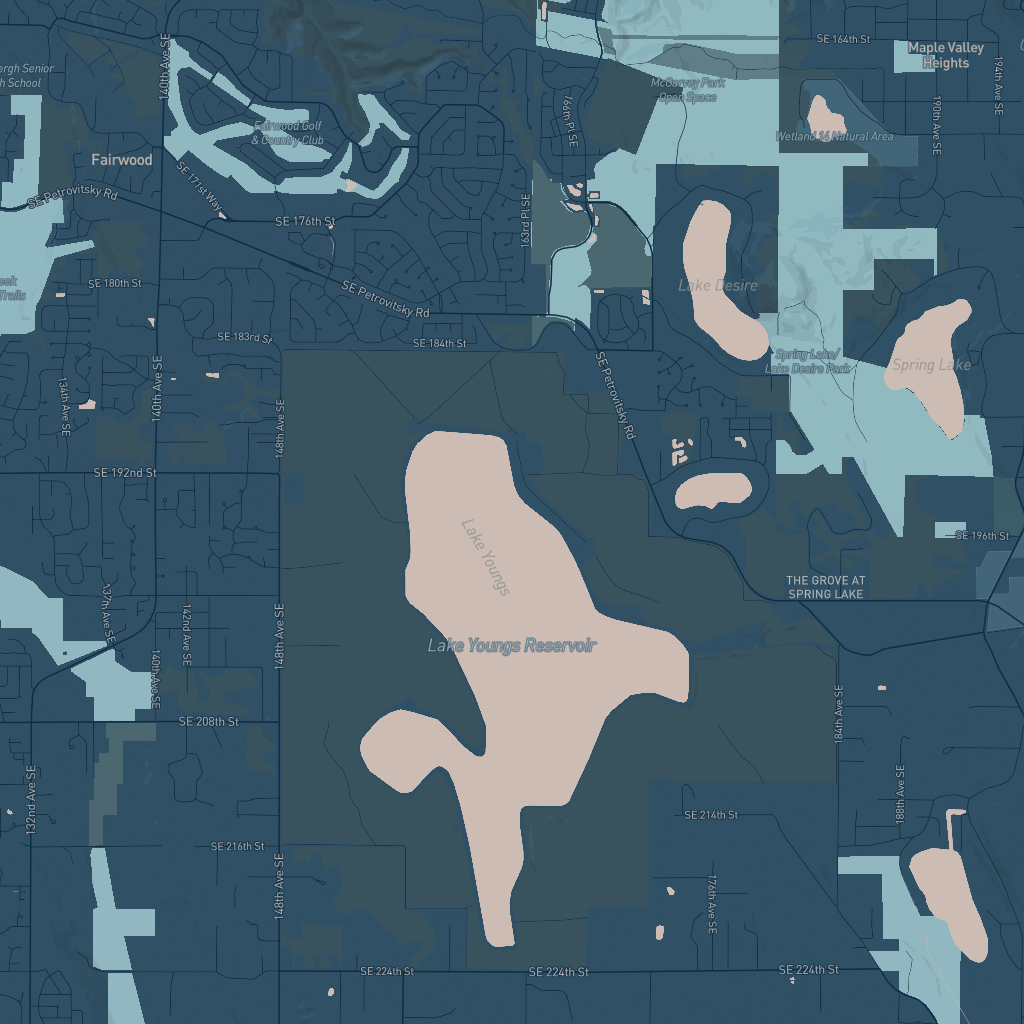 SE 164th St
Maple Valley
Heights
194th Ave SE
140th Ave SE
McGarvey Park
Open Space
190th Ave SE
169th Pl SE
Fairwood Golf
& Country Club
Wetland 14 Natural Area
Fairwood
SE 171st Way
SE Petrovitsky Rd
SE 176th St
163rd Pl SE
SE 180th St
Lake Desire
SE Petrovitsky Rd
SE 183rd St
SE 184th St
Spring Lake/
Lake Desire Park
Spring Lake
134th Ave SE
140th Ave SE
148th Ave SE
SE Petrovitsky Rd
SE 192nd St
SE 196th St
Lake Youngs
THE GROVE AT
SPRING LAKE
137th Ave SE
142nd Ave SE
148th Ave SE
Lake Youngs Reservoir
140th Ave SE
184th Ave SE
SE 208th St
132nd Ave SE
188th Ave SE
SE 214th St
SE 216th St
148th Ave SE
176th Ave SE
SE 224th St
SE 224th St
SE 224th St